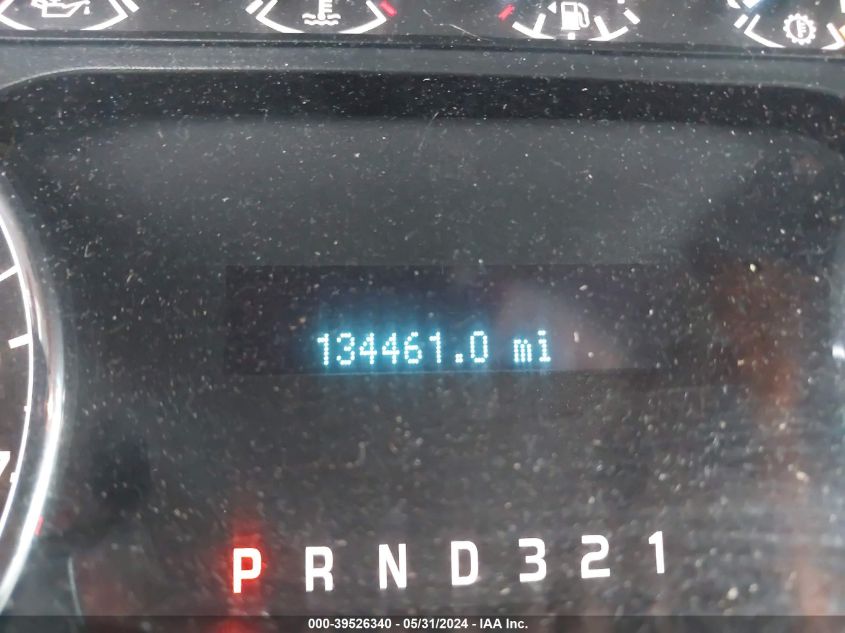 134461.0 mi
P R N D 3 2 1
000-39526340 - 05/31/2024 - IAA Inc.